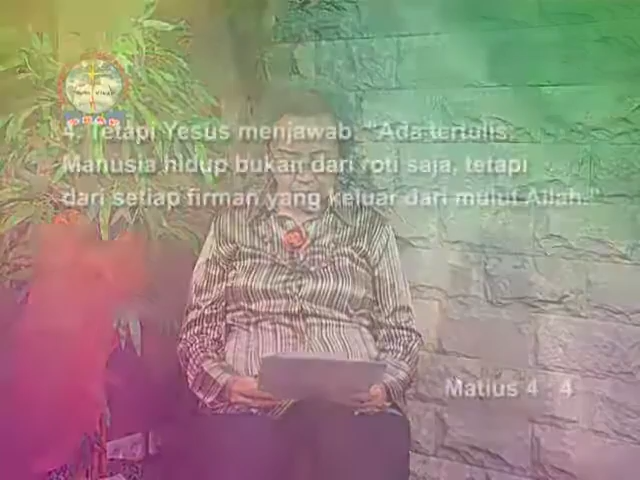 4. Tetapi Yesus menjawab: "Ada tertulis:
Manusia hidup bukan dari roti saja, tetapi
dari setiap firman yang keluar dari mulut Allah."
Matius 4 : 4